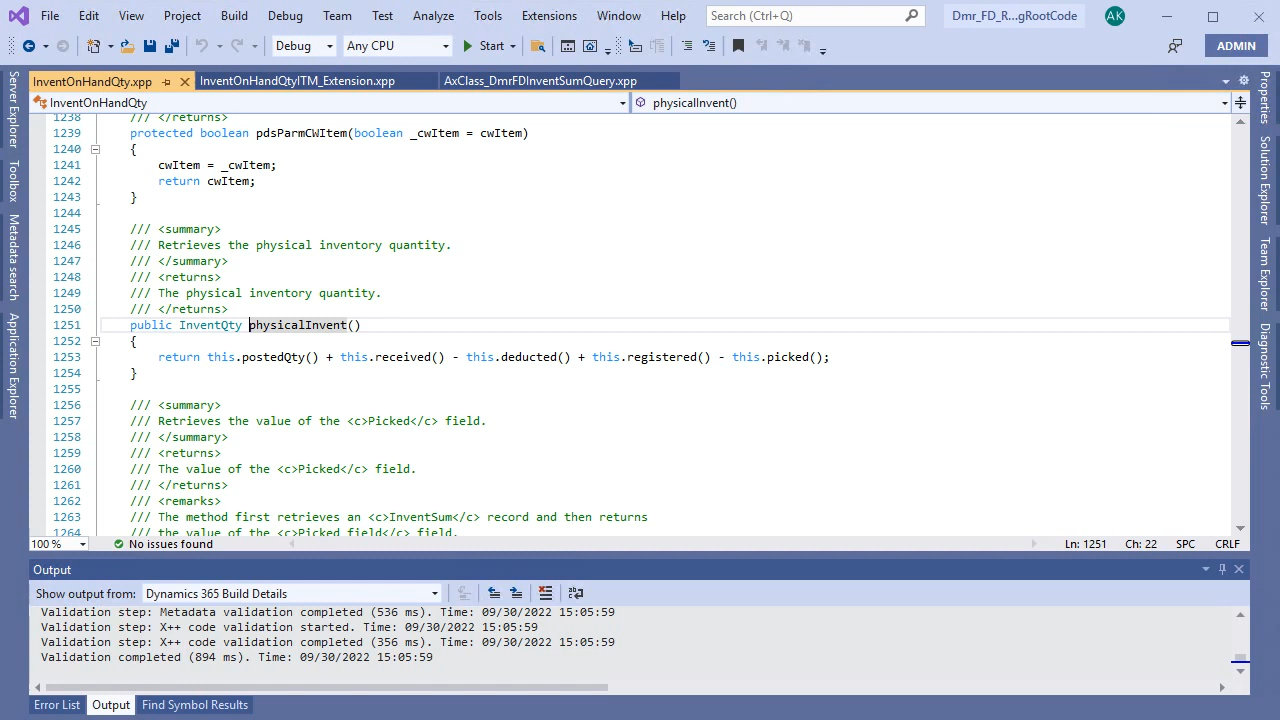 File Edit View Project Build Debug Team Test Analyze Tools Extensions Window Help Search (Ctrl+Q) Dmr_FD_R...gRootCode AK
Debug Any CPU Start ADMIN
InventOnHandQty.xpp InventOnHandQtyITM_Extension.xpp AxClass_DmrFDInventSumQuery.xpp
InventOnHandQty physicalInvent()
1238 /// </returns>
1239 protected boolean pdsParmCWItem(boolean _cwItem = cwItem)
1240 {
1241 cwItem = _cwItem;
1242 return cwItem;
1243 }
1244
1245 /// <summary>
1246 /// Retrieves the physical inventory quantity.
1247 /// </summary>
1248 /// <returns>
1249 /// The physical inventory quantity.
1250 /// </returns>
1251 public InventQty physicalInvent()
1252 {
1253 return this.postedQty() + this.received() - this.deduced() + this.registered() - this.picked();
1254 }
1255
1256 /// <summary>
1257 /// Retrieves the value of the <c>Picked</c> field.
1258 /// </summary>
1259 /// <returns>
1260 /// The value of the <c>Picked</c> field.
1261 /// </returns>
1262 /// <remarks>
1263 /// The method first retrieves an <c>InventSum</c> record and then returns
1264 /// the value of the <c>Picked field</c> field.
100 % No issues found Ln: 1251 Ch: 22 SPC CRLF
Output
Show output from: Dynamics 365 Build Details
Validation step: Metadata validation completed (536 ms). Time: 09/30/2022 15:05:59
Validation step: X++ code validation started. Time: 09/30/2022 15:05:59
Validation step: X++ code validation completed (356 ms). Time: 09/30/2022 15:05:59
Validation completed (894 ms). Time: 09/30/2022 15:05:59
Error List Output Find Symbol Results
Server Explorer
Toolbox
Metadata search
Application Explorer
Properties
Solution Explorer
Team Explorer
Diagnostic Tools